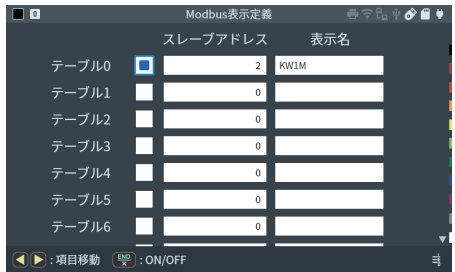 0 Modbus表示定義
スレーブアドレス 表示名
テーブル0 2 KW1M
テーブル1 0
テーブル2 0
テーブル3 0
テーブル4 0
テーブル5 0
テーブル6 0
:項目移動 END × : ON/OFF